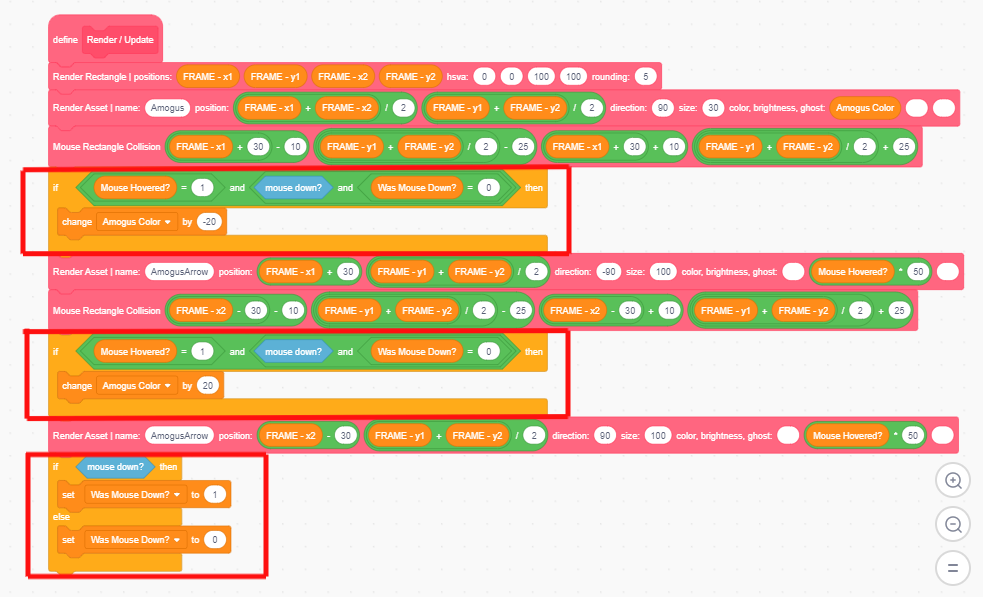 define Render / Update
Render Rectangle | positions: FRAME - x1 FRAME - y1 FRAME - x2 FRAME - y2 hsva: 0 0 100 100 rounding: 5
Render Asset | name: Amogus position: FRAME - x1 + FRAME - x2 / 2 FRAME - y1 + FRAME - y2 / 2 direction: 90 size: 30 color, brightness, ghost: Amogus Color
Mouse Rectangle Collision FRAME - x1 + 30 - 10 FRAME - y1 + FRAME - y2 / 2 - 25 FRAME - x1 + 30 + 10 FRAME - y1 + FRAME - y2 / 2 + 25
if Mouse Hovered? = 1 and mouse down? and Was Mouse Down? = 0 then
change Amogus Color by -20
Render Asset | name: AmogusArrow position: FRAME - x1 + 30 FRAME - y1 + FRAME - y2 / 2 direction: -90 size: 100 color, brightness, ghost: Mouse Hovered? * 50
Mouse Rectangle Collision FRAME - x2 - 30 - 10 FRAME - y1 + FRAME - y2 / 2 - 25 FRAME - x2 - 30 + 10 FRAME - y1 + FRAME - y2 / 2 + 25
if Mouse Hovered? = 1 and mouse down? and Was Mouse Down? = 0 then
change Amogus Color by 20
Render Asset | name: AmogusArrow position: FRAME - x2 - 30 FRAME - y1 + FRAME - y2 / 2 direction: 90 size: 100 color, brightness, ghost: Mouse Hovered? * 50
if mouse down? then
set Was Mouse Down? to 1
else
set Was Mouse Down? to 0